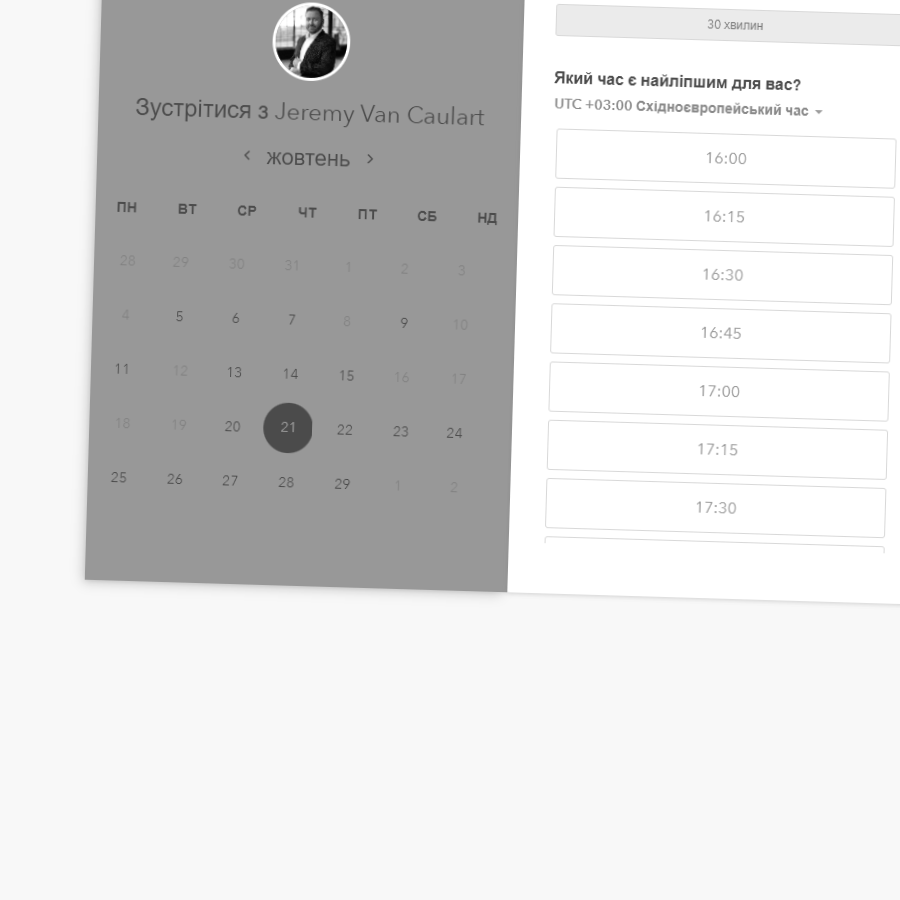 Зустрітися з Jeremy Van Caulart
жовтень
ПН ВТ СР ЧТ ПТ СБ НД
28 29 30 31 1 2 3
4 5 6 7 8 9 10
11 12 13 14 15 16 17
18 19 20 21 22 23 24
25 26 27 28 29 1 2
30 хвилин
Який час є найліпшим для вас?
UTC +03:00 Східноєвропейський час
16:00
16:15
16:30
16:45
17:00
17:15
17:30